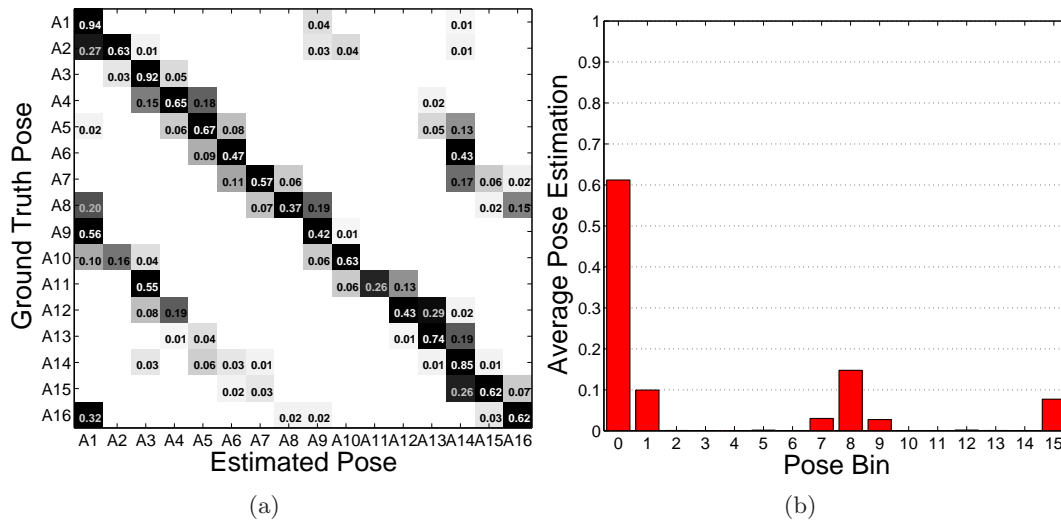 Ground Truth Pose
A1 0.94 0.04 0.01
A2 0.27 0.63 0.01 0.03 0.04 0.01
A3 0.03 0.92 0.05
A4 0.15 0.65 0.18 0.02
A5 0.02 0.06 0.67 0.08 0.05 0.13
A6 0.09 0.47 0.43
A7 0.11 0.57 0.06 0.17 0.06 0.02
A8 0.20 0.07 0.37 0.19 0.02 0.15
A9 0.56 0.42 0.01
A10 0.10 0.16 0.04 0.06 0.63
A11 0.55 0.06 0.26 0.13
A12 0.08 0.19 0.43 0.29 0.02
A13 0.01 0.04 0.01 0.74 0.19
A14 0.03 0.06 0.03 0.01 0.01 0.85 0.01
A15 0.02 0.03 0.26 0.62 0.07
A16 0.32 0.02 0.02 0.03 0.62
A1 A2 A3 A4 A5 A6 A7 A8 A9 A10 A11 A12 A13 A14 A15 A16
Estimated Pose
(a)
Average Pose Estimation
1
0.9
0.8
0.7
0.6
0.5
0.4
0.3
0.2
0.1
0
0 1 2 3 4 5 6 7 8 9 10 11 12 13 14 15
Pose Bin
(b)